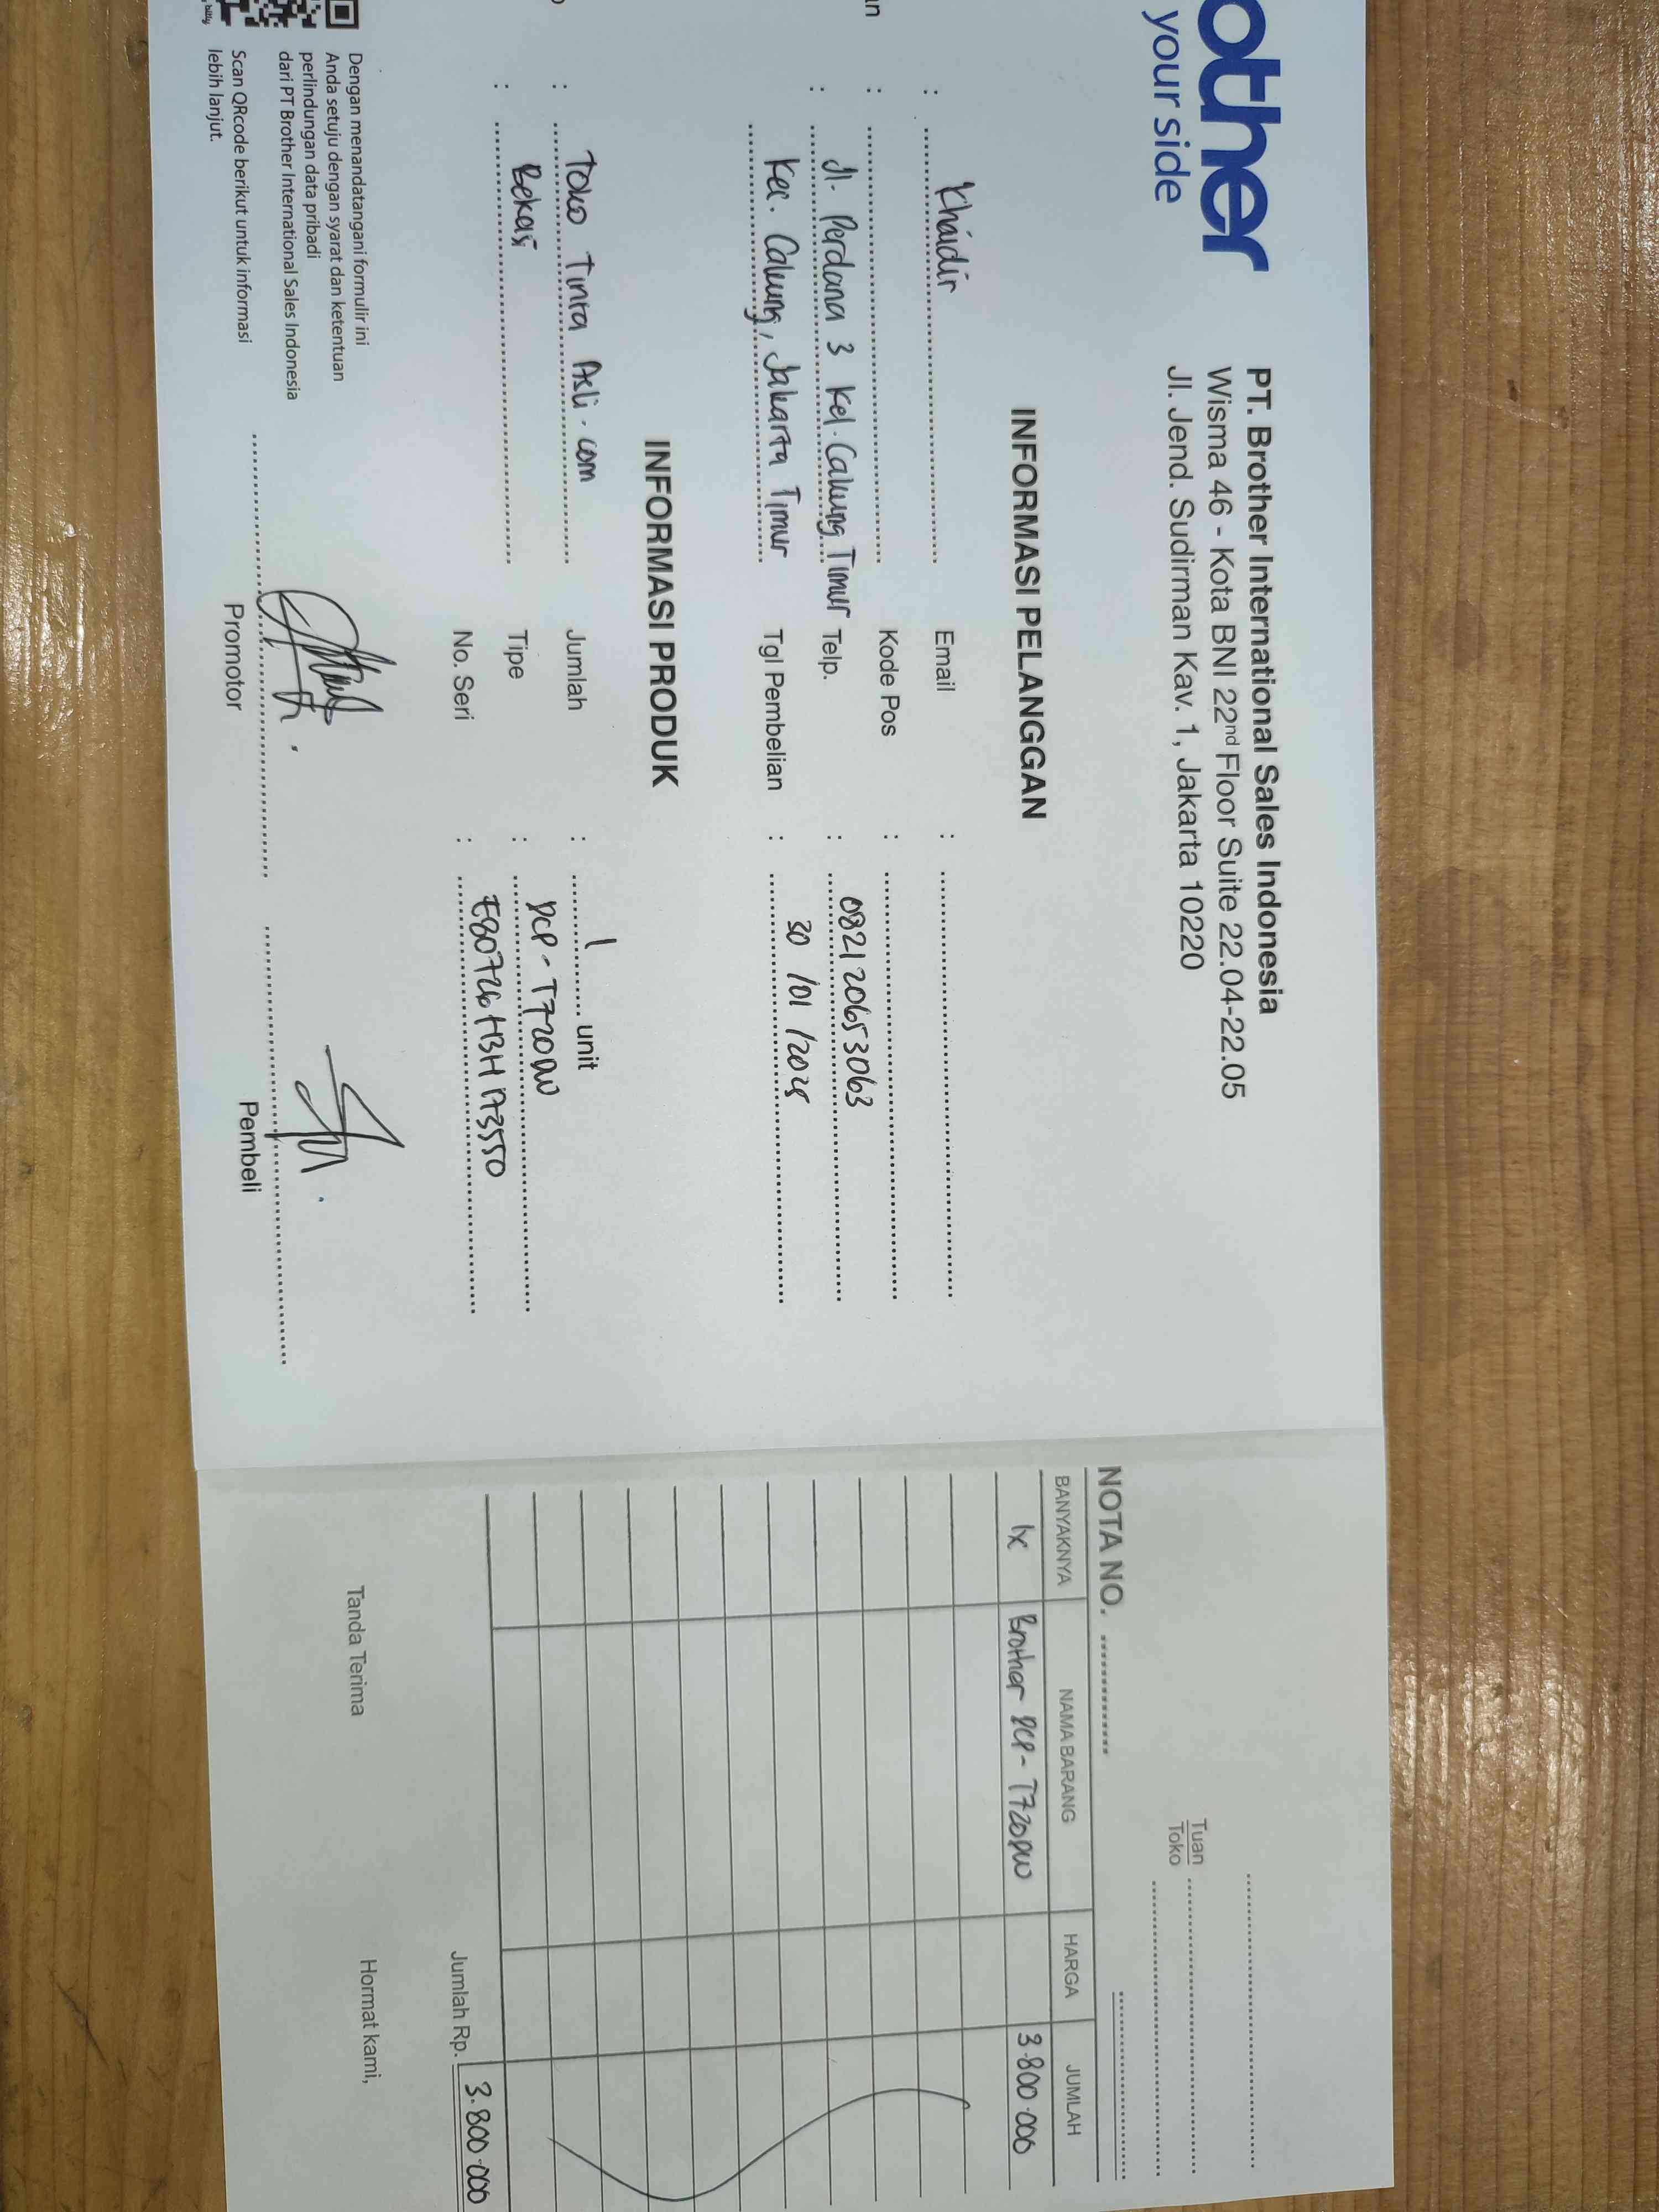 other
your side
PT. Brother International Sales Indonesia
Wisma 46 - Kota BNI 22nd Floor Suite 22.04-22.05
Jl. Jend. Sudirman Kav. 1, Jakarta 10220
INFORMASI PELANGGAN
: Khaidir
Email :
an :
Kode Pos :
: Jl. Perdana 3 Kel. Cakung Timur
Telp. : 082120653063
Kec. Cakung, Jakarta Timur
Tgl Pembelian : 30 /01 /2025
INFORMASI PRODUK
: Toko Tinta Asli.com
Jumlah : 1 unit
: Bekasi
Tipe : DCP-T720DW
No. Seri :
Dengan menandatangani formulir ini
Anda setuju dengan syarat dan ketentuan
perlindungan data pribadi
dari PT Brother International Sales Indonesia
Scan QRcode berikut untuk informasi
lebih lanjut.
Promotor
Pembeli
Tuan
Toko
NOTA NO.
BANYAKNYA NAMA BARANG HARGA JUMLAH
1x Brother DCP-T720DW 3.800.000
Jumlah Rp. 3.800.000
Tanda Terima
Hormat kami,